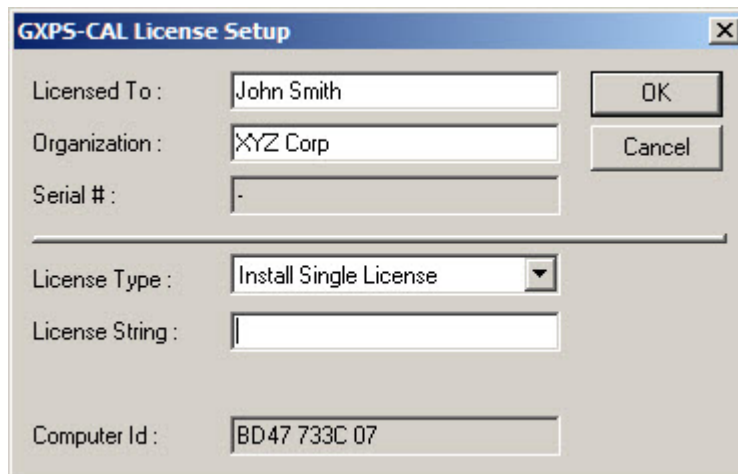 GXPS-CAL License Setup
Licensed To : John Smith OK
Organization : XYZ Corp Cancel
Serial # : -
License Type : Install Single License
License String :
Computer Id : BD47 733C 07